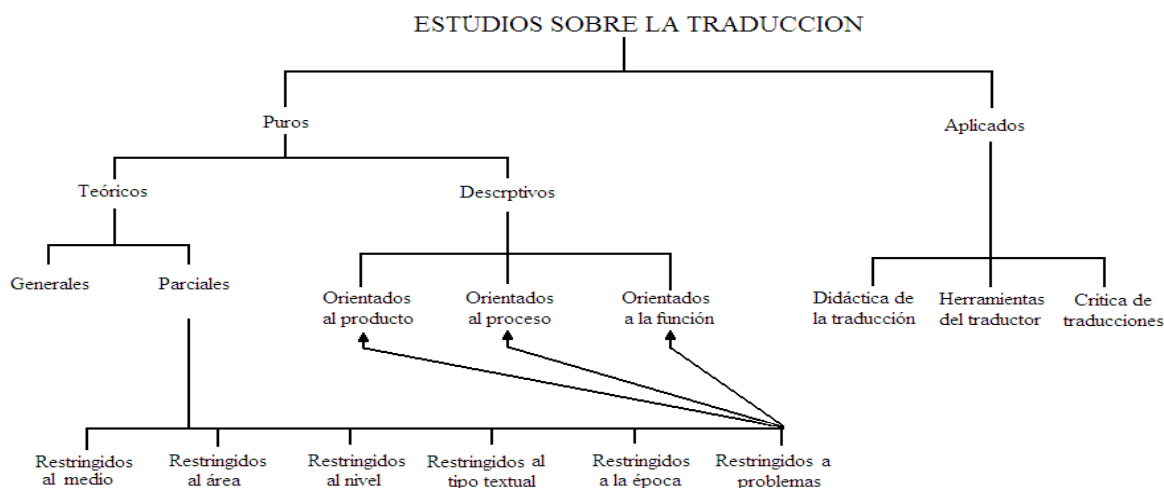 ESTUDIOS SOBRE LA TRADUCCION
Puros
Aplicados
Teóricos
Descrptivos
Generales
Parciales
Orientados
al producto
Orientados
al proceso
Orientados
a la función
Didáctica de
la traducción
Herramientas
del traductor
Crítica de
traducciones
Restringidos
al medio
Restringidos
al área
Restringidos
al nivel
Restringidos al
tipo textual
Restringidos
a la época
Restringidos a
problemas